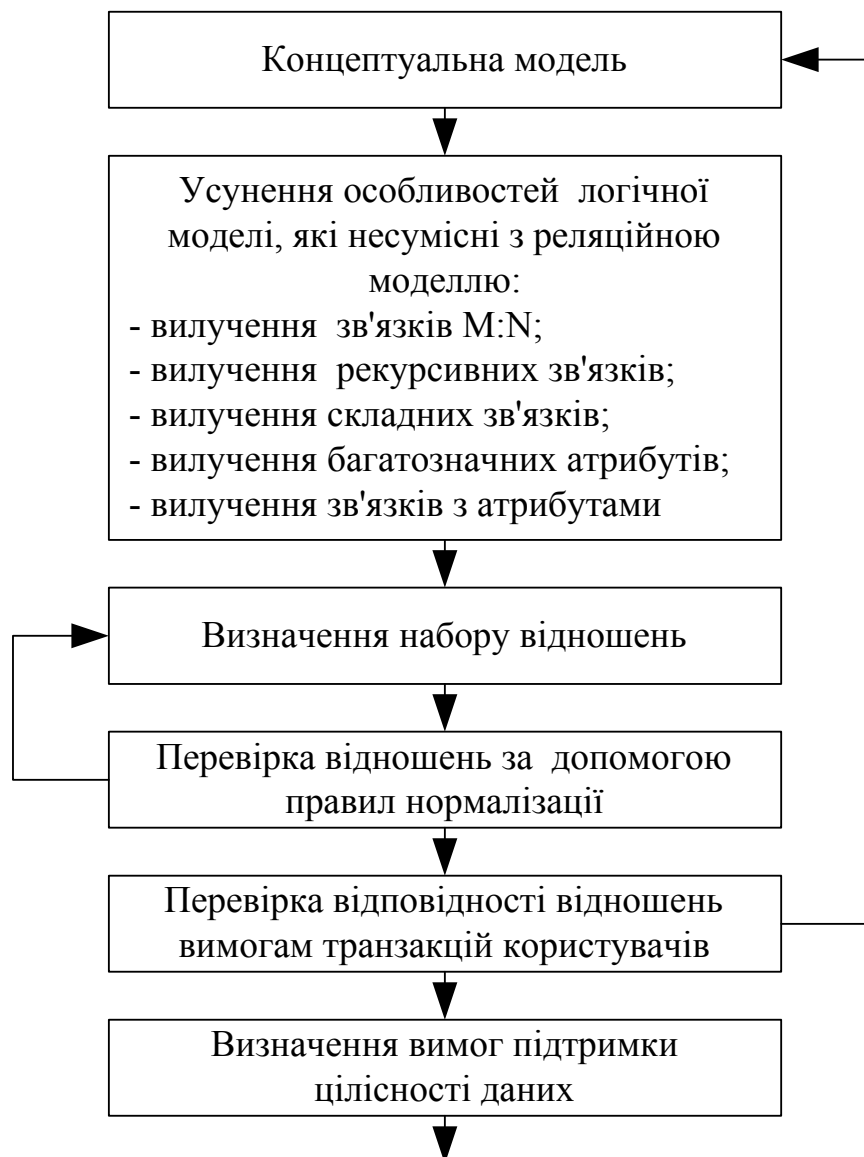 Концептуальна модель
Усунення особливостей логічної
моделі, які несумісні з реляційною
моделлю:
- вилучення зв'язків M:N;
- вилучення рекурсивних зв'язків;
- вилучення складних зв'язків;
- вилучення багатозначних атрибутів;
- вилучення зв'язків з атрибутами
Визначення набору відношень
Перевірка відношень за допомогою
правил нормалізації
Перевірка відповідності відношень
вимогам транзакцій користувачів
Визначення вимог підтримки
цілісності даних